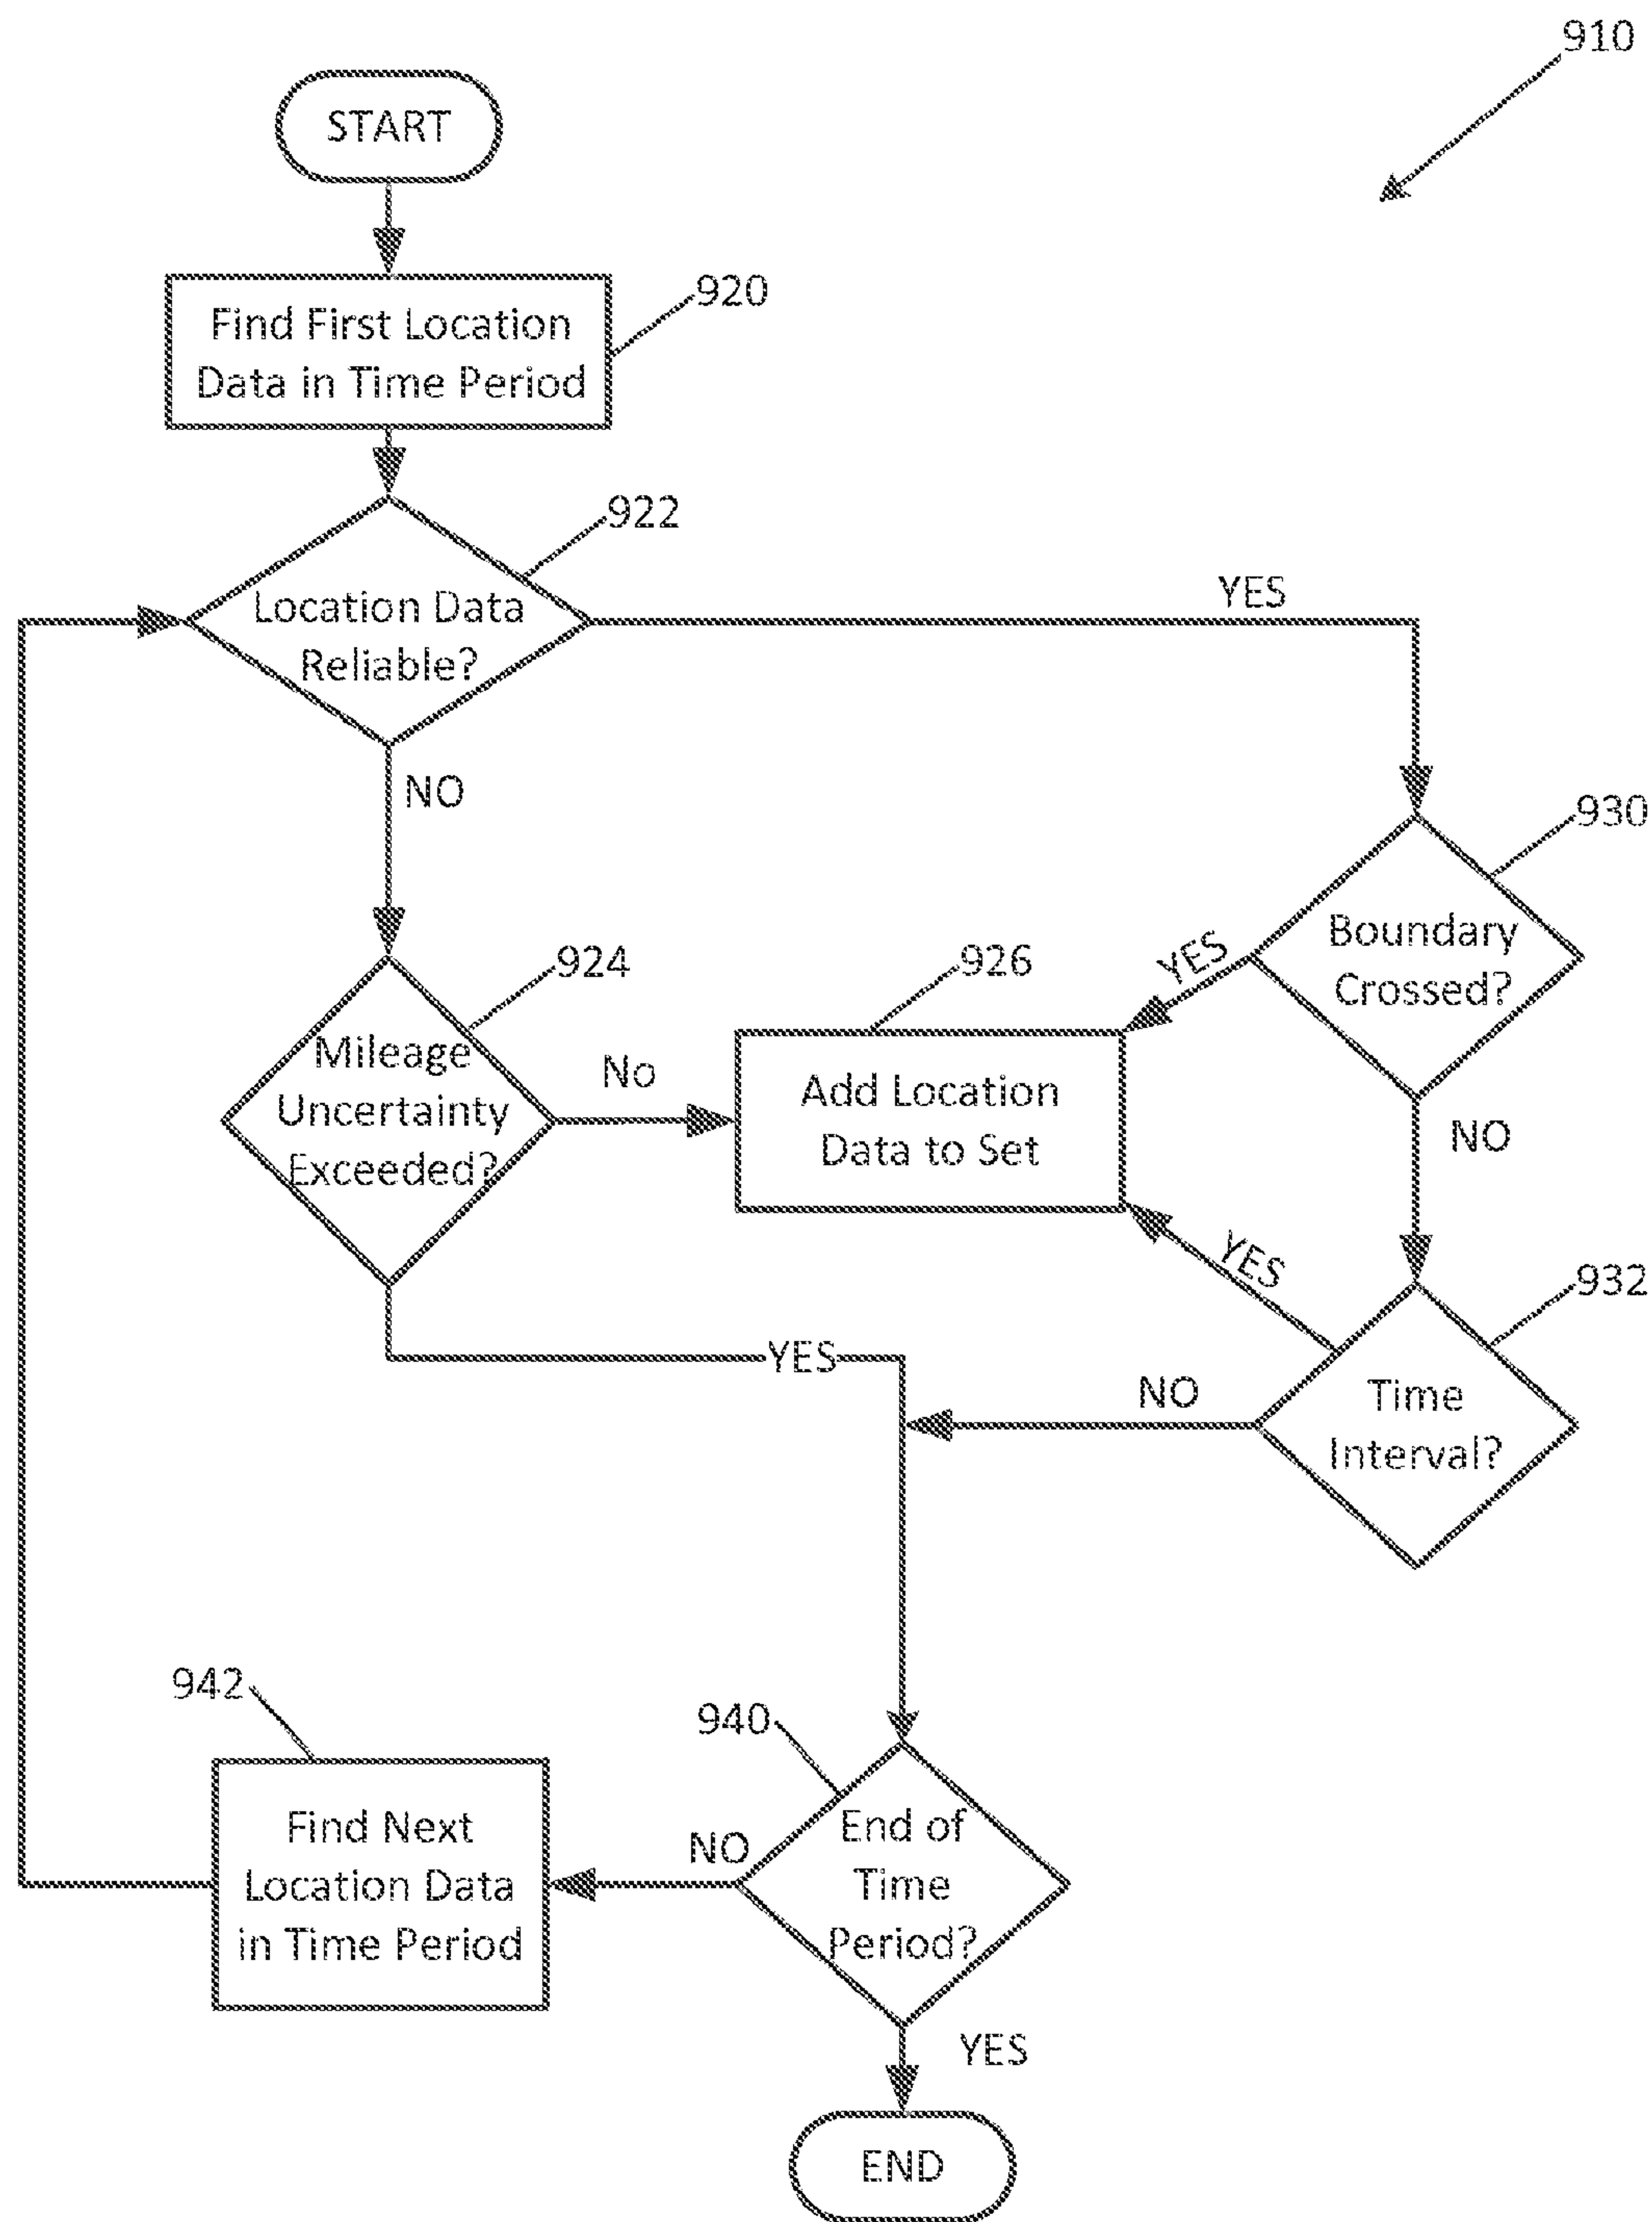 910
START
920
Find First Location
Data in Time Period
922
Location Data
Reliable?
YES
NO
930
Boundary
Crossed?
YES
924
Mileage
Uncertainty
Exceeded?
No
926
Add Location
Data to Set
NO
YES
932
Time
Interval?
NO
YES
942
Find Next
Location Data
in Time Period
940
End of
Time
Period?
NO
YES
END